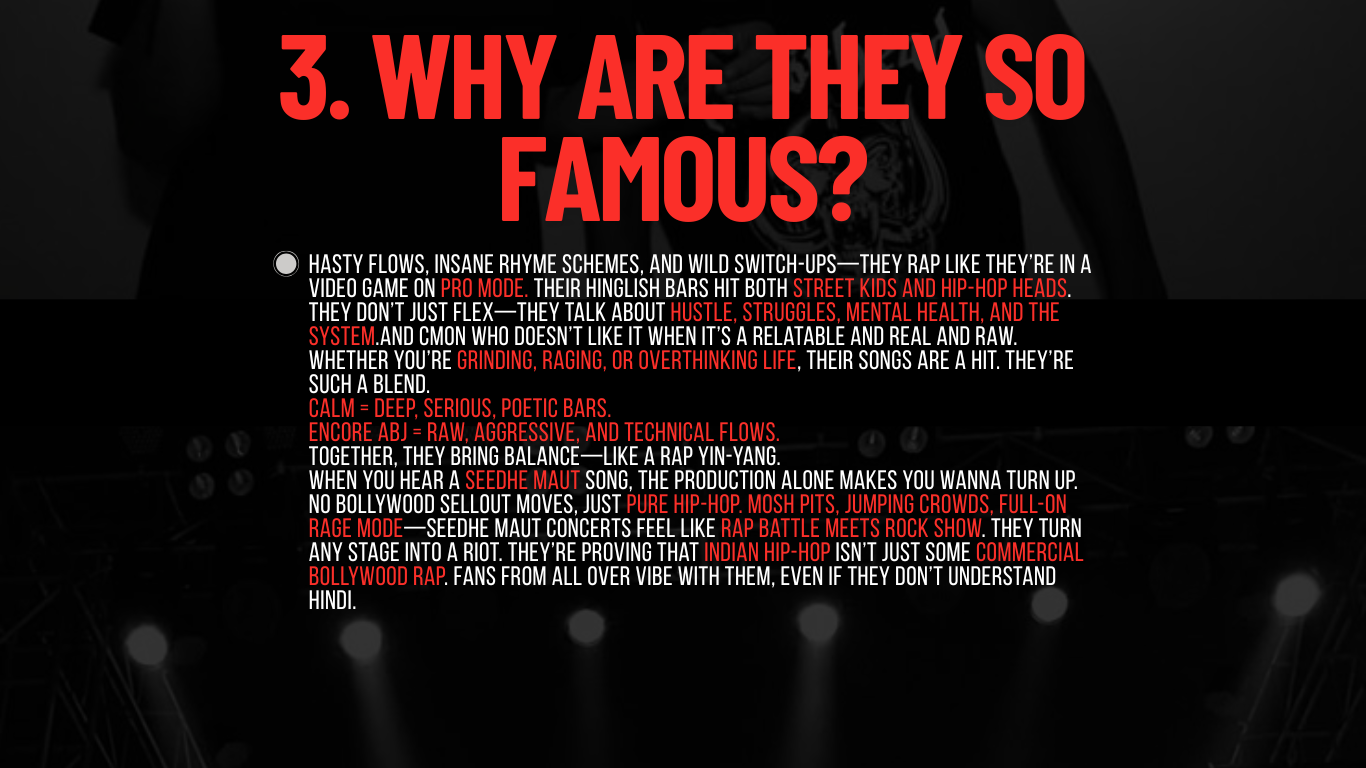 3. WHY ARE THEY SO
FAMOUS?
HASTY FLOWS, INSANE RHYME SCHEMES, AND WILD SWITCH-UPS—THEY RAP LIKE THEY'RE IN A
VIDEO GAME ON PRO MODE. THEIR HINGLISH BARS HIT BOTH STREET KIDS AND HIP-HOP HEADS.
THEY DON'T JUST FLEX—THEY TALK ABOUT HUSTLE, STRUGGLES, MENTAL HEALTH, AND THE
SYSTEM.AND CMON WHO DOESN'T LIKE IT WHEN IT'S A RELATABLE AND REAL AND RAW.
WHETHER YOU'RE GRINDING, RAGING, OR OVERTHINKING LIFE, THEIR SONGS ARE A HIT. THEY'RE
SUCH A BLEND.
CALM = DEEP, SERIOUS, POETIC BARS.
ENCORE ABJ = RAW, AGGRESSIVE, AND TECHNICAL FLOWS.
TOGETHER, THEY BRING BALANCE—LIKE A RAP YIN-YANG.
WHEN YOU HEAR A SEEDHE MAUT SONG, THE PRODUCTION ALONE MAKES YOU WANNA TURN UP.
NO BOLLYWOOD SELLOUT MOVES, JUST PURE HIP-HOP. MOSH PITS, JUMPING CROWDS, FULL-ON
RAGE MODE—SEEDHE MAUT CONCERTS FEEL LIKE RAP BATTLE MEETS ROCK SHOW. THEY TURN
ANY STAGE INTO A RIOT. THEY'RE PROVING THAT INDIAN HIP-HOP ISN'T JUST SOME COMMERCIAL
BOLLYWOOD RAP. FANS FROM ALL OVER VIBE WITH THEM, EVEN IF THEY DON'T UNDERSTAND
HINDI.